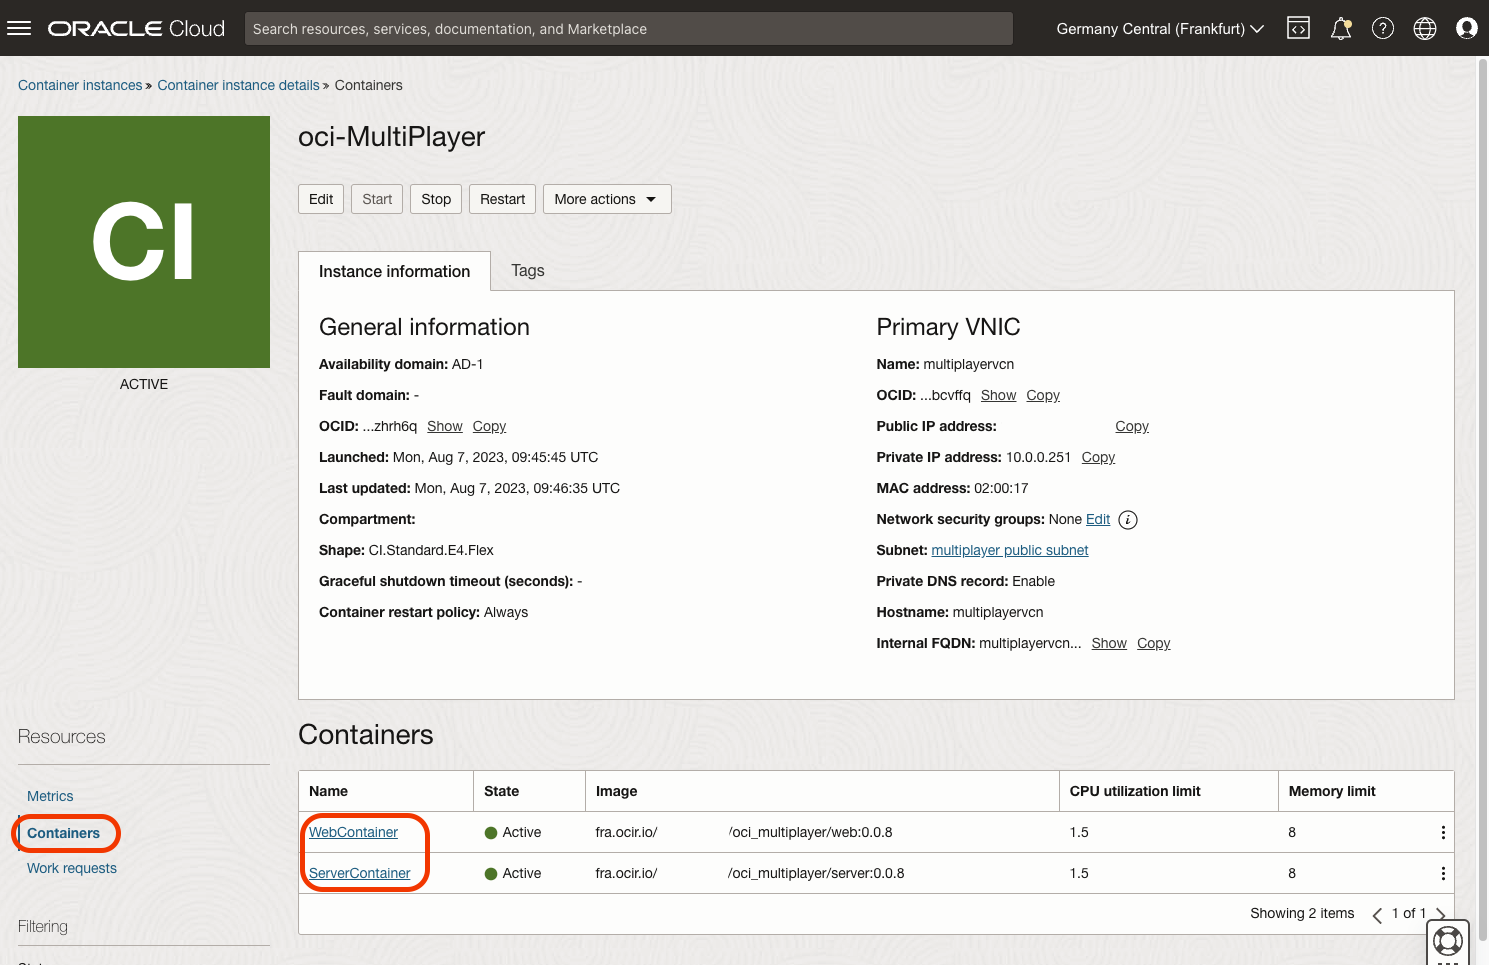 ORACLE Cloud
Search resources, services, documentation, and Marketplace
Germany Central (Frankfurt)
Container instances » Container instance details » Containers
CI
ACTIVE
oci-MultiPlayer
Edit Start Stop Restart More actions
Instance information Tags
General information
Availability domain: AD-1
Fault domain: -
OCID: ...zhrh6q Show Copy
Launched: Mon, Aug 7, 2023, 09:45:45 UTC
Last updated: Mon, Aug 7, 2023, 09:46:35 UTC
Compartment:
Shape: CI.Standard.E4.Flex
Graceful shutdown timeout (seconds): -
Container restart policy: Always
Primary VNIC
Name: multiplayervcn
OCID: ...bcvffq Show Copy
Public IP address: Copy
Private IP address: 10.0.0.251 Copy
MAC address: 02:00:17
Network security groups: None Edit
Subnet: multiplayer public subnet
Private DNS record: Enable
Hostname: multiplayervcn
Internal FQDN: multiplayervcn... Show Copy
Resources
Metrics
Containers
Work requests
Filtering
Containers
Name State Image CPU utilization limit Memory limit
WebContainer Active fra.ocir.io/ /oci_multiplayer/web:0.0.8 1.5 8
ServerContainer Active fra.ocir.io/ /oci_multiplayer/server:0.0.8 1.5 8
Showing 2 items 1 of 1